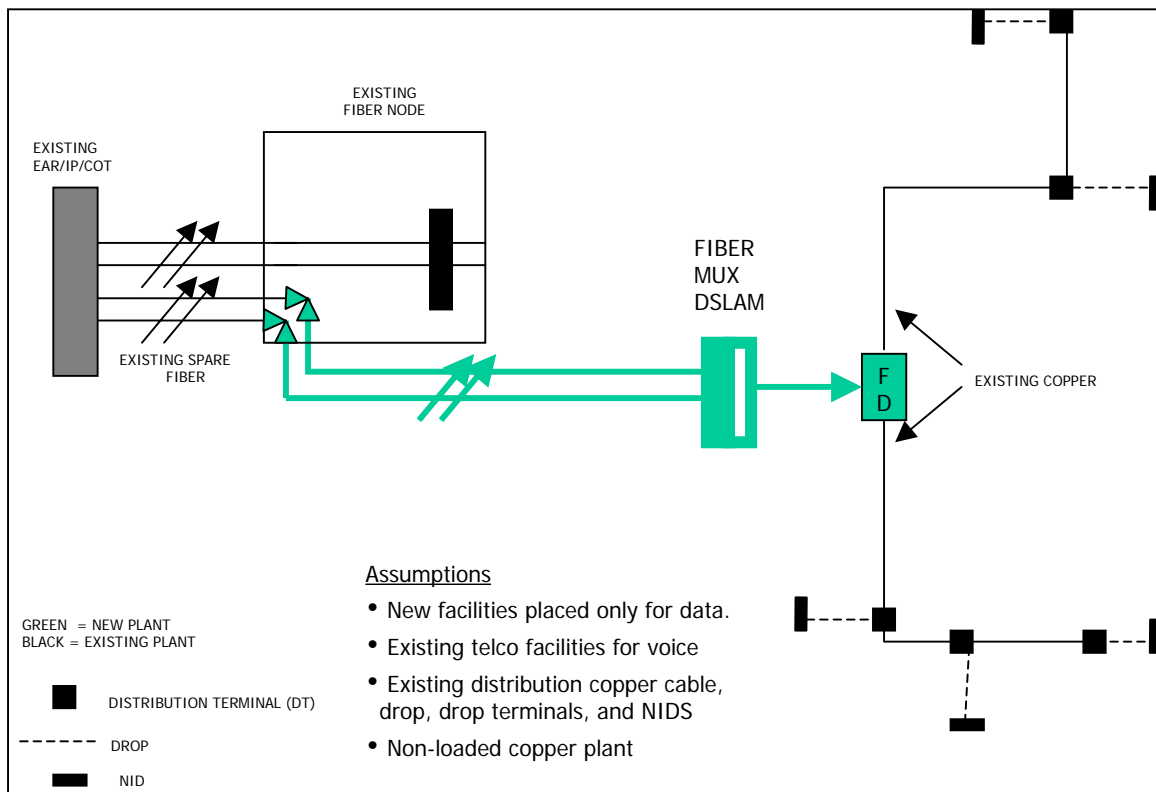 EXISTING
FIBER NODE
EXISTING
EAR/IP/COT
EXISTING SPARE
FIBER
FIBER
MUX
DSLAM
F
D
EXISTING COPPER
Assumptions
• New facilities placed only for data.
• Existing telco facilities for voice
• Existing distribution copper cable,
drop, drop terminals, and NIDS
• Non-loaded copper plant
GREEN = NEW PLANT
BLACK = EXISTING PLANT
DISTRIBUTION TERMINAL (DT)
DROP
NID